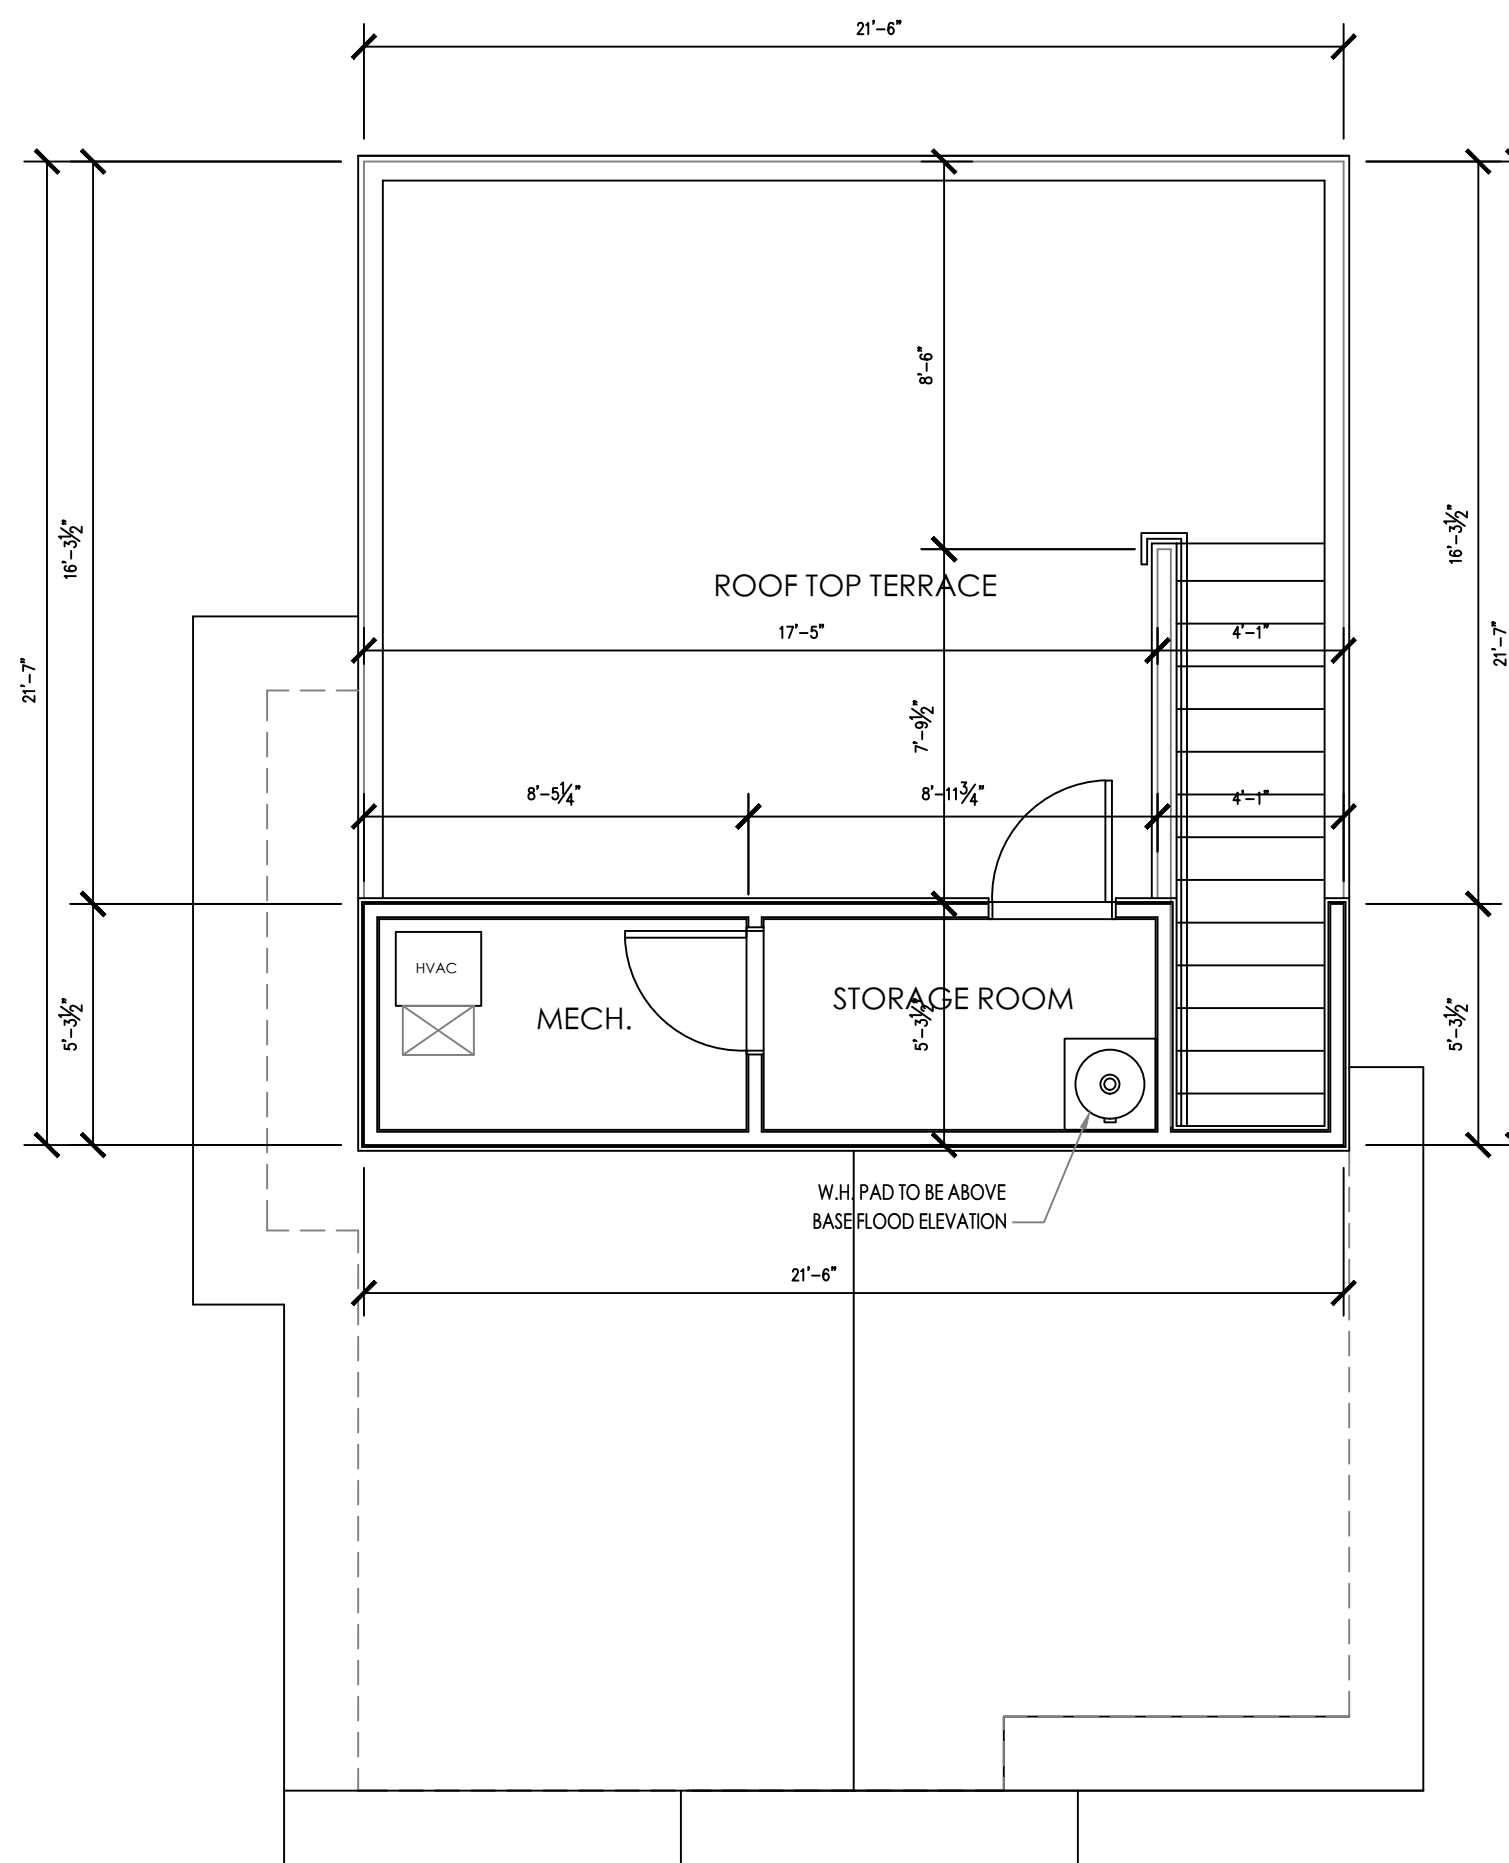 21'-6"
8'-6"
16'-3½"
16'-3½"
ROOF TOP TERRACE
17'-5"
4'-1"
21'-7"
21'-7"
7'-9½"
8'-5¼"
8'-11¾"
4'-1"
HVAC
MECH.
STORAGE ROOM
5'-3½"
5'-3½"
5'-3½"
W.H. PAD TO BE ABOVE
BASE FLOOD ELEVATION
21'-6"